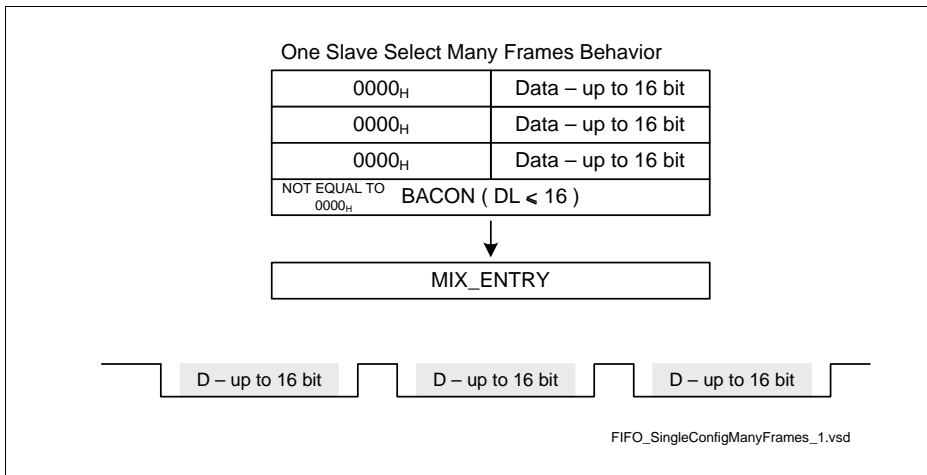 One Slave Select Many Frames Behavior
0000H Data – up to 16 bit
0000H Data – up to 16 bit
0000H Data – up to 16 bit
NOT EQUAL TO 0000H BACON ( DL ⩽ 16 )
MIX_ENTRY
D – up to 16 bit D – up to 16 bit D – up to 16 bit
FIFO_SingleConfigManyFrames_1.vsd